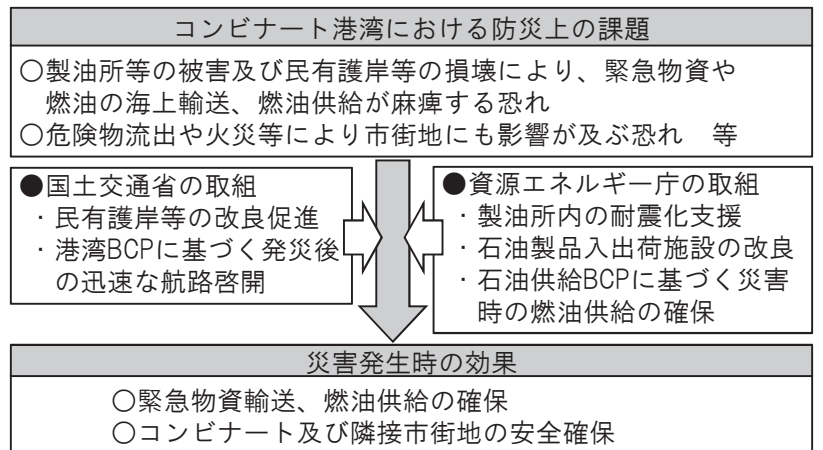 コンビナート港湾における防災上の課題
○製油所等の被害及び民有護岸等の損壊により、緊急物資や
燃油の海上輸送、燃油供給が麻痺する恐れ
○危険物流出や火災等により市街地にも影響が及ぶ恐れ　等
●国土交通省の取組
・民有護岸等の改良促進
・港湾BCPに基づく発災後
の迅速な航路啓開
●資源エネルギー庁の取組
・製油所内の耐震化支援
・石油製品入出荷施設の改良
・石油供給BCPに基づく災害
時の燃油供給の確保
災害発生時の効果
○緊急物資輸送、燃油供給の確保
○コンビナート及び隣接市街地の安全確保